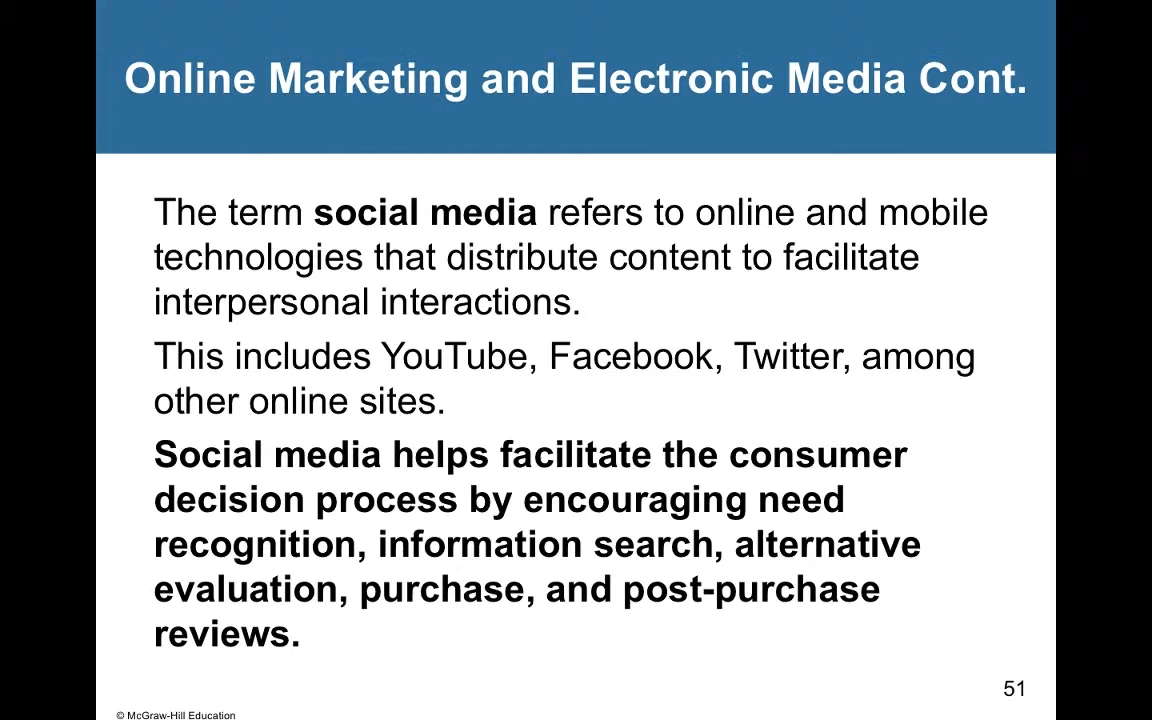 Online Marketing and Electronic Media Cont.
The term social media refers to online and mobile
technologies that distribute content to facilitate
interpersonal interactions.
This includes YouTube, Facebook, Twitter, among
other online sites.
Social media helps facilitate the consumer
decision process by encouraging need
recognition, information search, alternative
evaluation, purchase, and post-purchase
reviews.
51
© McGraw-Hill Education